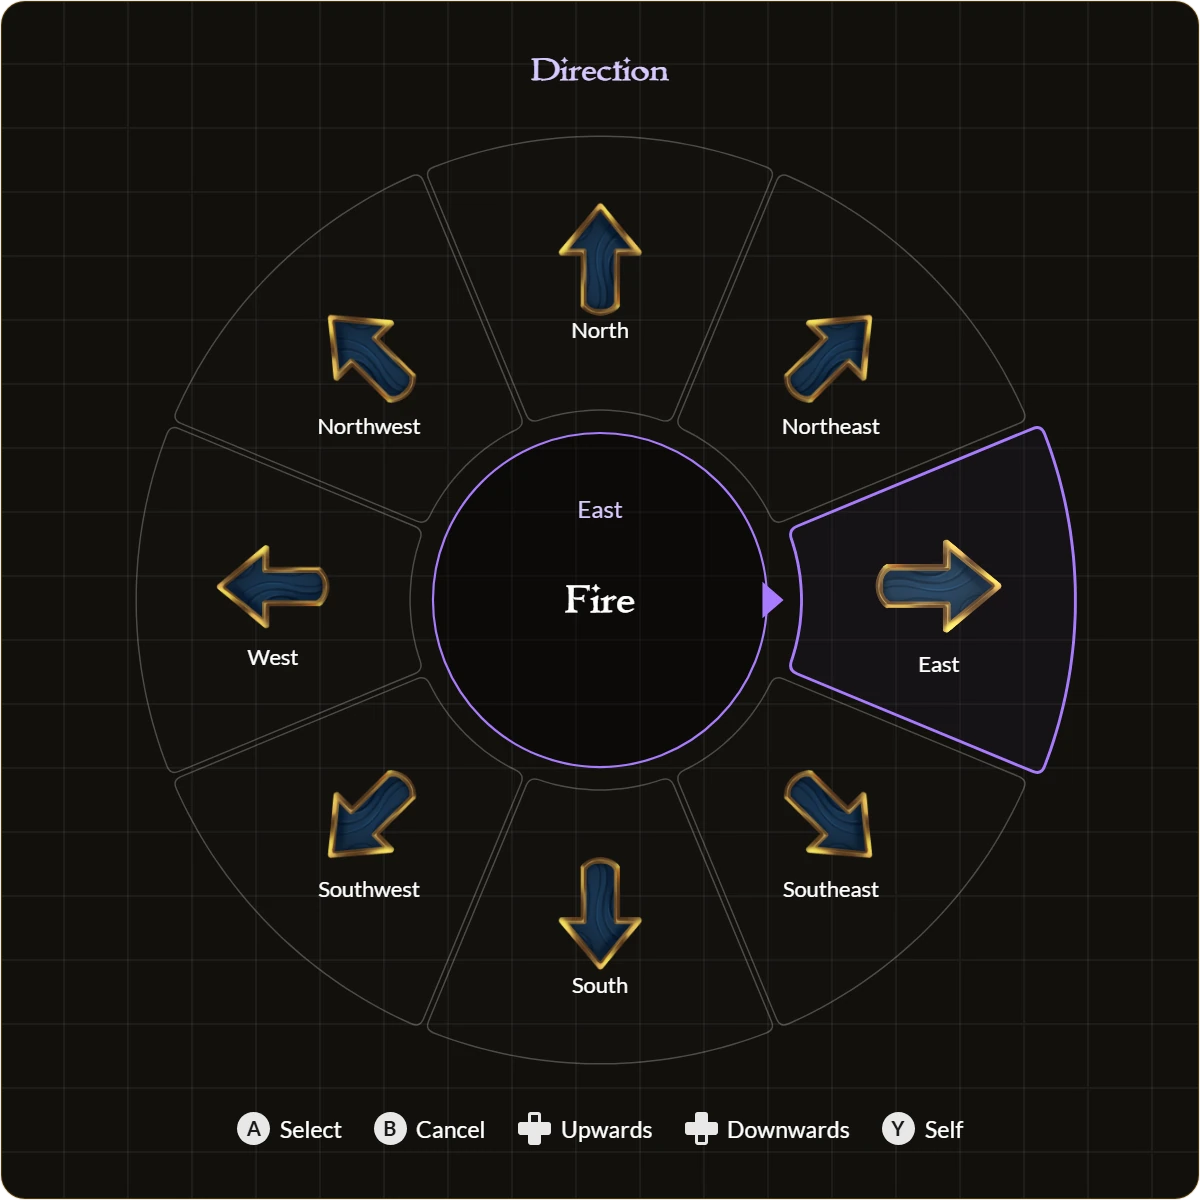 Direction
North
Northwest
Northeast
East
Fire
West
East
Southwest
Southeast
South
A Select B Cancel Upwards Downwards Y Self